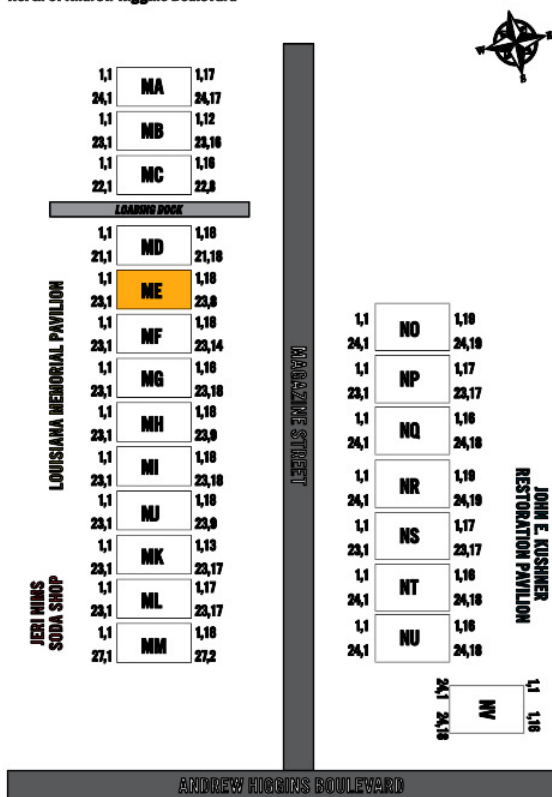 1,1 MA 1,17
24,1 24,17
1,1 MB 1,12
23,1 23,16
1,1 MC 1,16
22,1 22,8
LOADING DOCK
1,1 MD 1,18
21,1 21,18
1,1 ME 1,18
23,1 23,8
1,1 MF 1,18
23,1 23,14
1,1 MG 1,16
23,1 23,18
1,1 MH 1,18
23,1 23,9
1,1 MI 1,18
23,1 23,18
1,1 MJ 1,18
23,1 23,9
1,1 MK 1,13
23,1 23,17
1,1 ML 1,17
23,1 23,17
1,1 MM 1,18
27,1 27,2
LOUISIANA MEMORIAL PAVILION
JERI NIMS
SODA SHOP
MAGAZINE STREET
1,1 NO 1,19
24,1 24,19
1,1 NP 1,17
23,1 23,17
1,1 NQ 1,16
24,1 24,18
1,1 NR 1,19
24,1 24,19
1,1 NS 1,17
23,1 23,17
1,1 NT 1,16
24,1 24,18
1,1 NU 1,16
24,1 24,18
JOHN E. KUSHNER
RESTORATION PAVILION
24,1 NV 1,1
24,18 1,16
ANDREW HIGGINS BOULEVARD
N
E
S
W